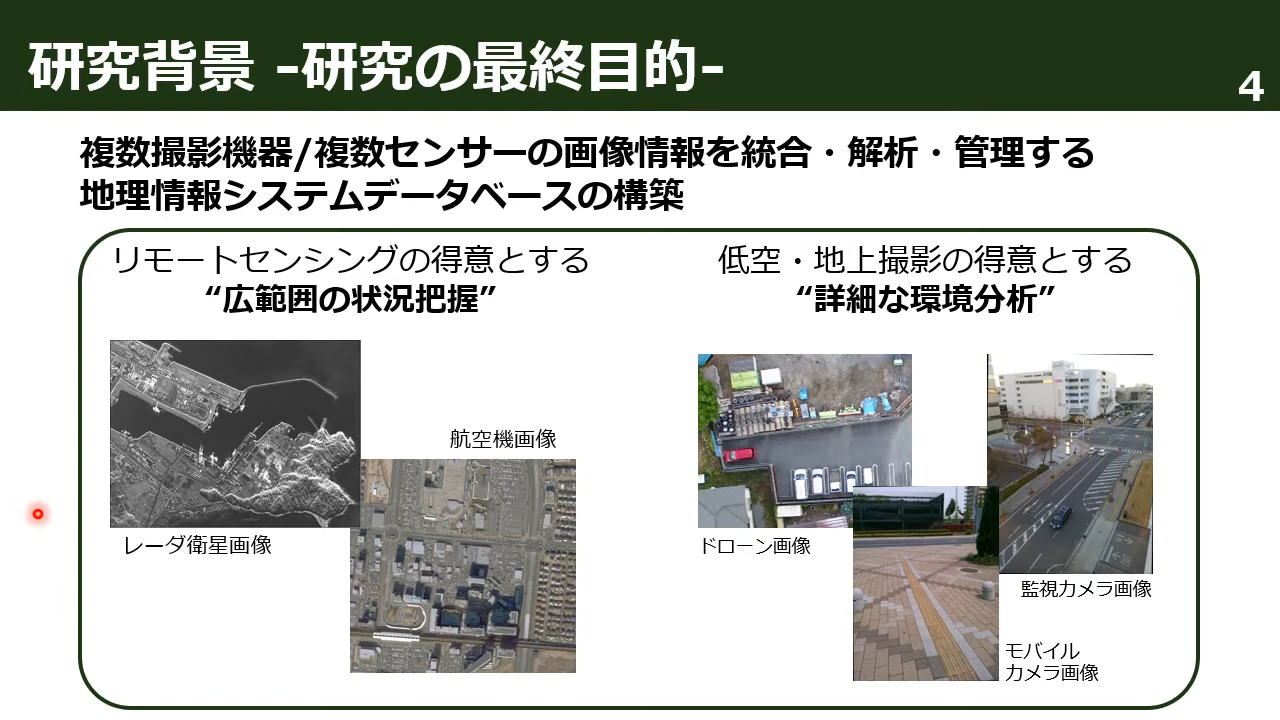 研究背景 -研究の最終目的-
4
複数撮影機器/複数センサーの画像情報を統合・解析・管理する
地理情報システムデータベースの構築
リモートセンシングの得意とする
“広範囲の状況把握”
低空・地上撮影の得意とする
“詳細な環境分析”
航空機画像
レーダ衛星画像
ドローン画像
監視カメラ画像
モバイル
カメラ画像